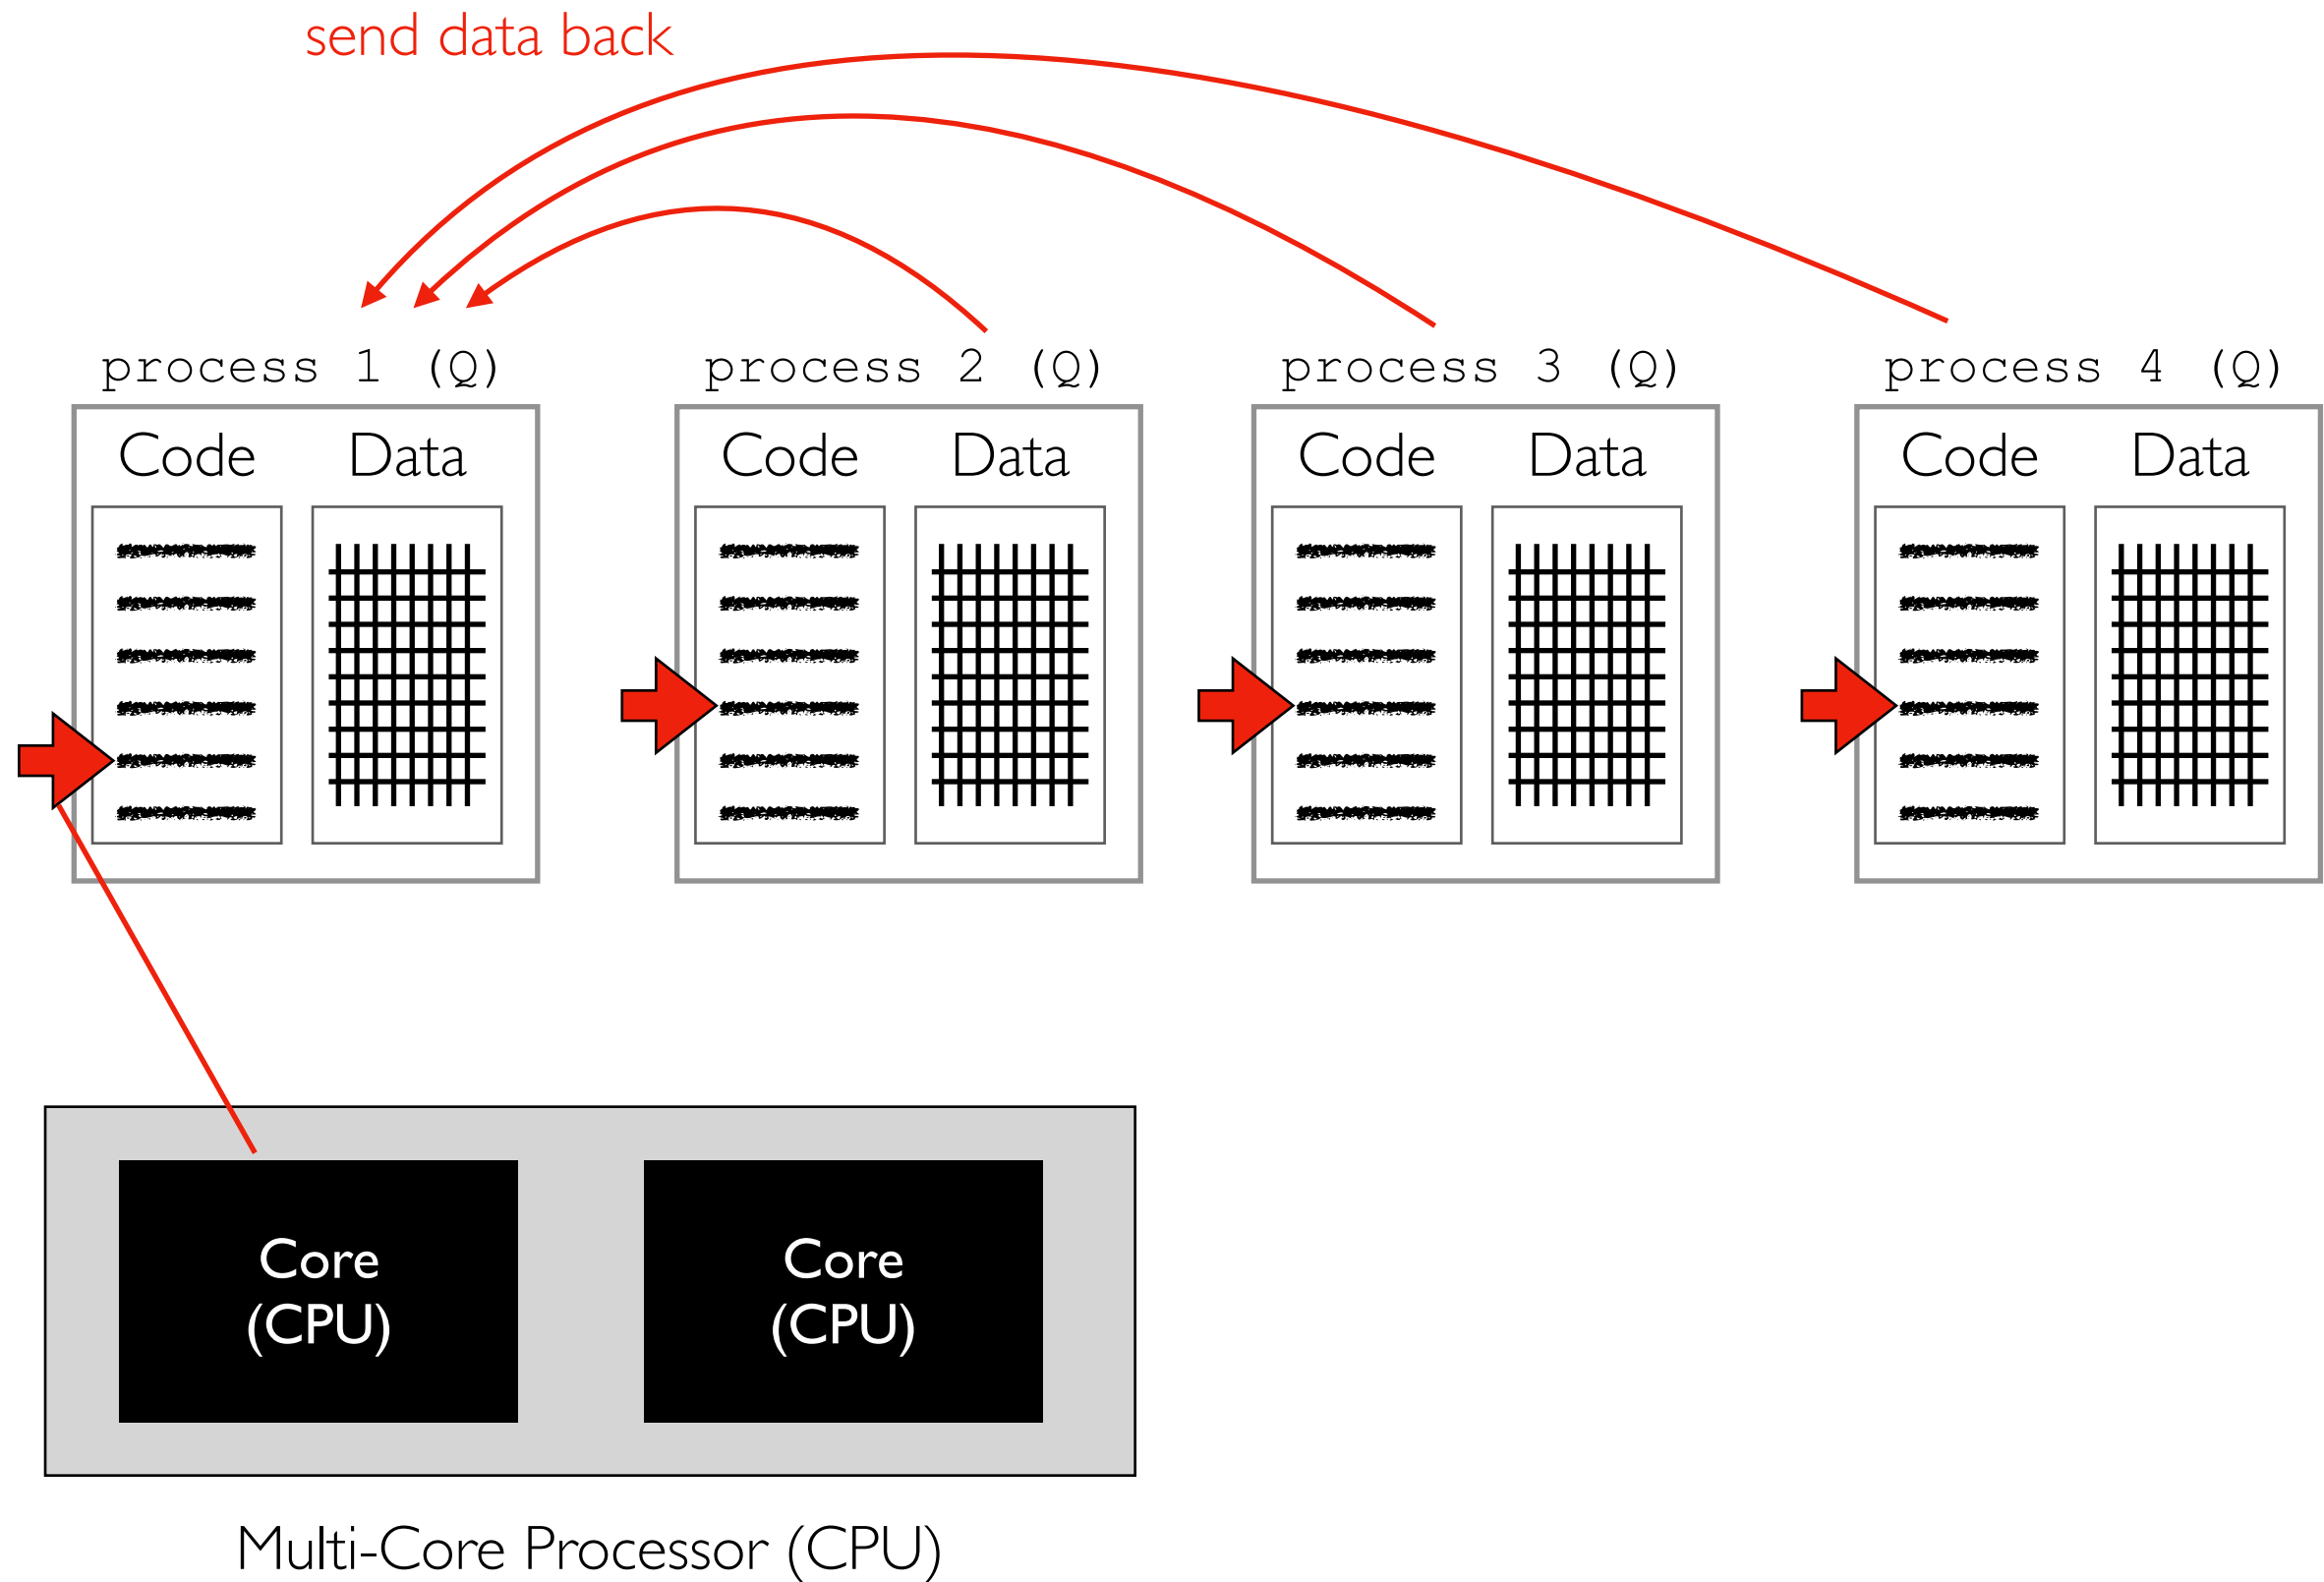 send data back
process 1 (Q)
process 2 (Q)
process 3 (Q)
process 4 (Q)
Code Data
Code Data
Code Data
Code Data
Core
(CPU)
Core
(CPU)
Multi-Core Processor (CPU)